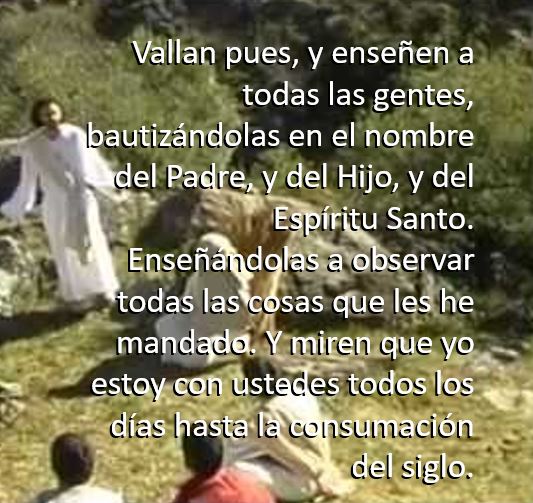 Vallan pues, y enseñen a
todas las gentes,
bautizándolas en el nombre
del Padre, y del Hijo, y del
Espíritu Santo.
Enseñándolas a observar
todas las cosas que les he
mandado. Y miren que yo
estoy con ustedes todos los
días hasta la consumación
del siglo.